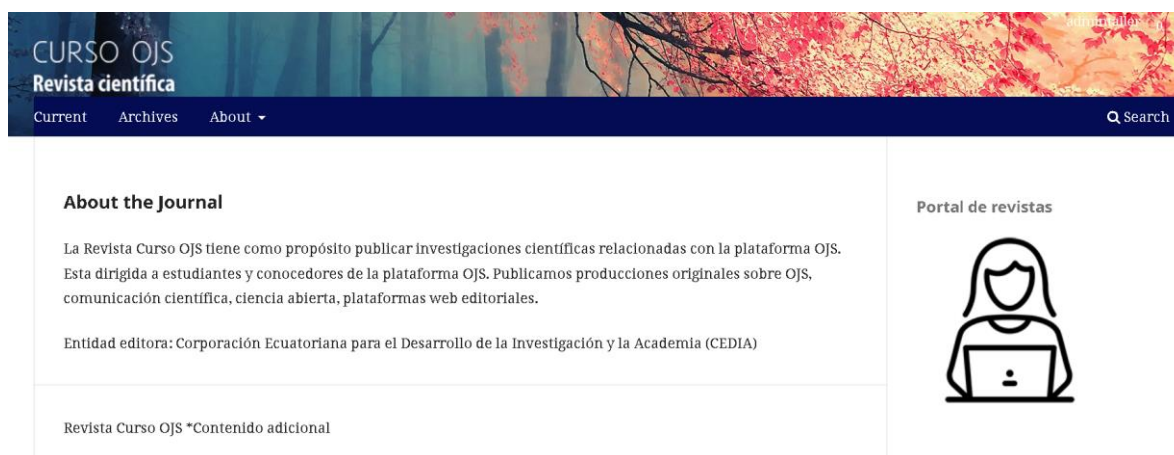 admintaller
CURSO OJS
Revista científica
Current Archives About
Search
About the Journal
La Revista Curso OJS tiene como propósito publicar investigaciones científicas relacionadas con la plataforma OJS.
Esta dirigida a estudiantes y conocedores de la plataforma OJS. Publicamos producciones originales sobre OJS,
comunicación científica, ciencia abierta, plataformas web editoriales.
Entidad editora: Corporación Ecuatoriana para el Desarrollo de la Investigación y la Academia (CEDIA)
Revista Curso OJS *Contenido adicional
Portal de revistas